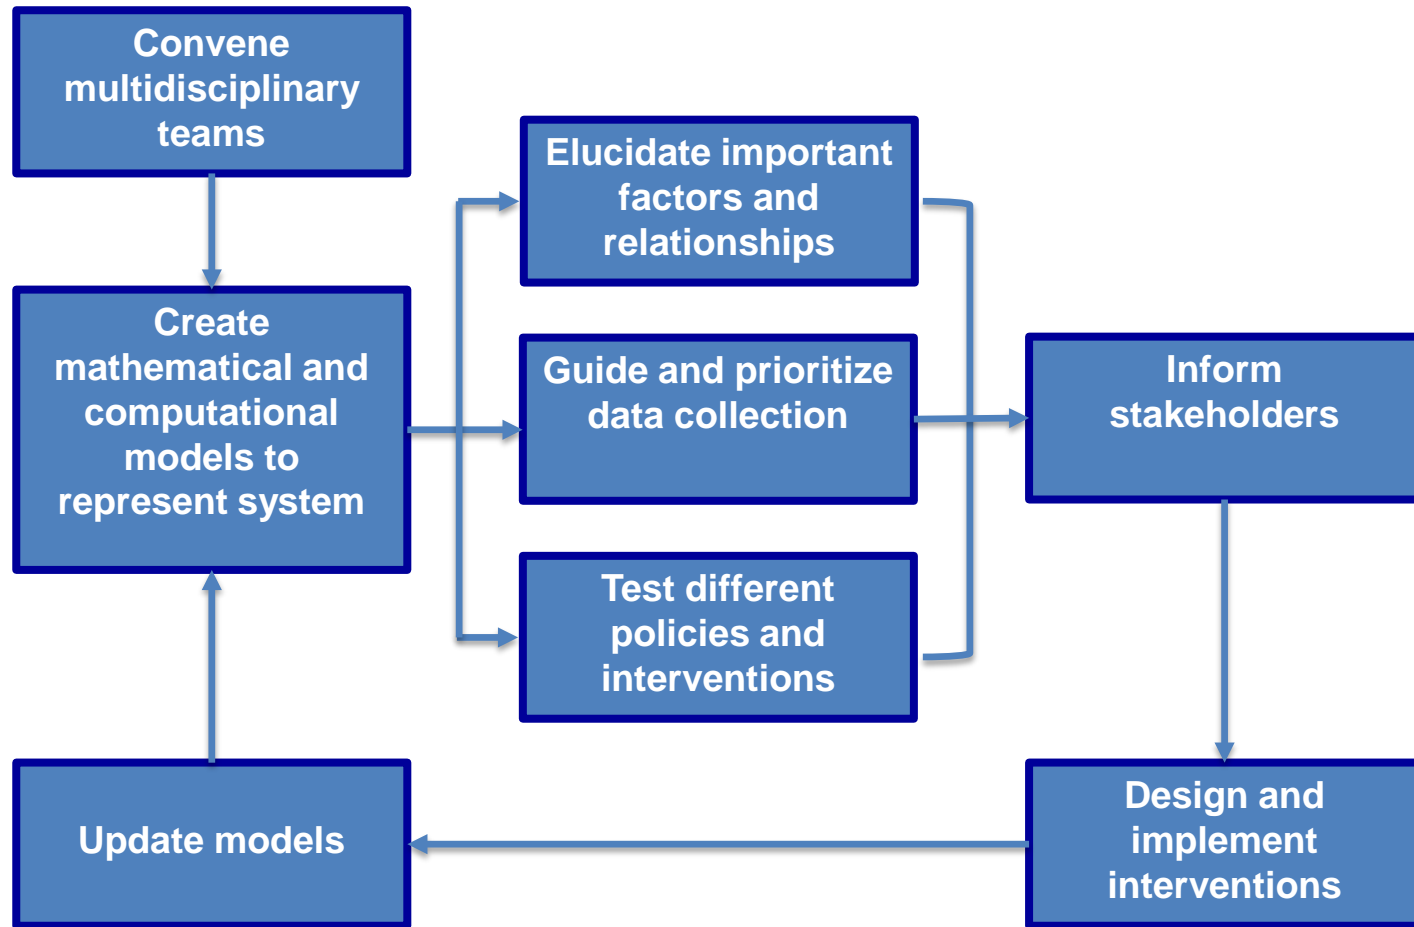 Convene
multidisciplinary
teams
Create
mathematical and
computational
models to
represent system
Elucidate important
factors and
relationships
Guide and prioritize
data collection
Test different
policies and
interventions
Inform
stakeholders
Design and
implement
interventions
Update models